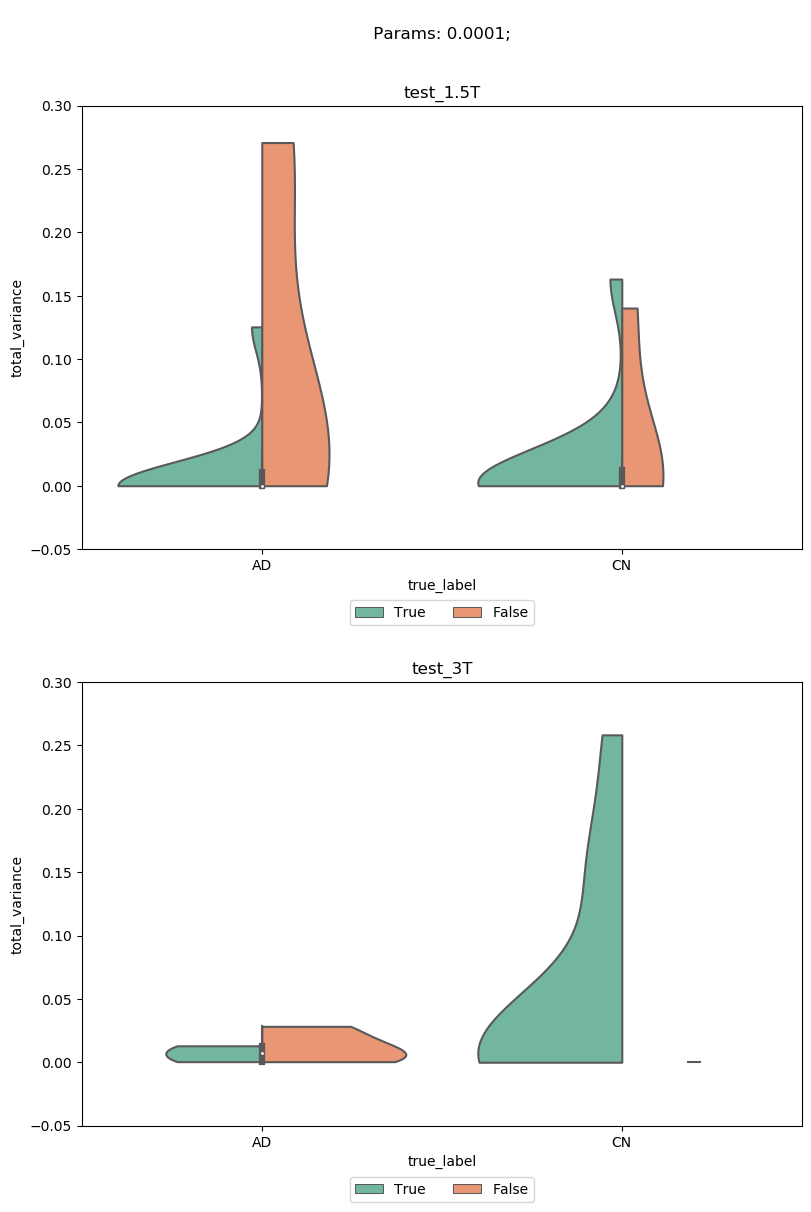 Params: 0.0001;
test_1.5T
0.30
0.25
0.20
0.15
0.10
0.05
0.00
−0.05
total_variance
AD CN
true_label
True False
test_3T
0.30
0.25
0.20
0.15
0.10
0.05
0.00
−0.05
total_variance
AD CN
true_label
True False